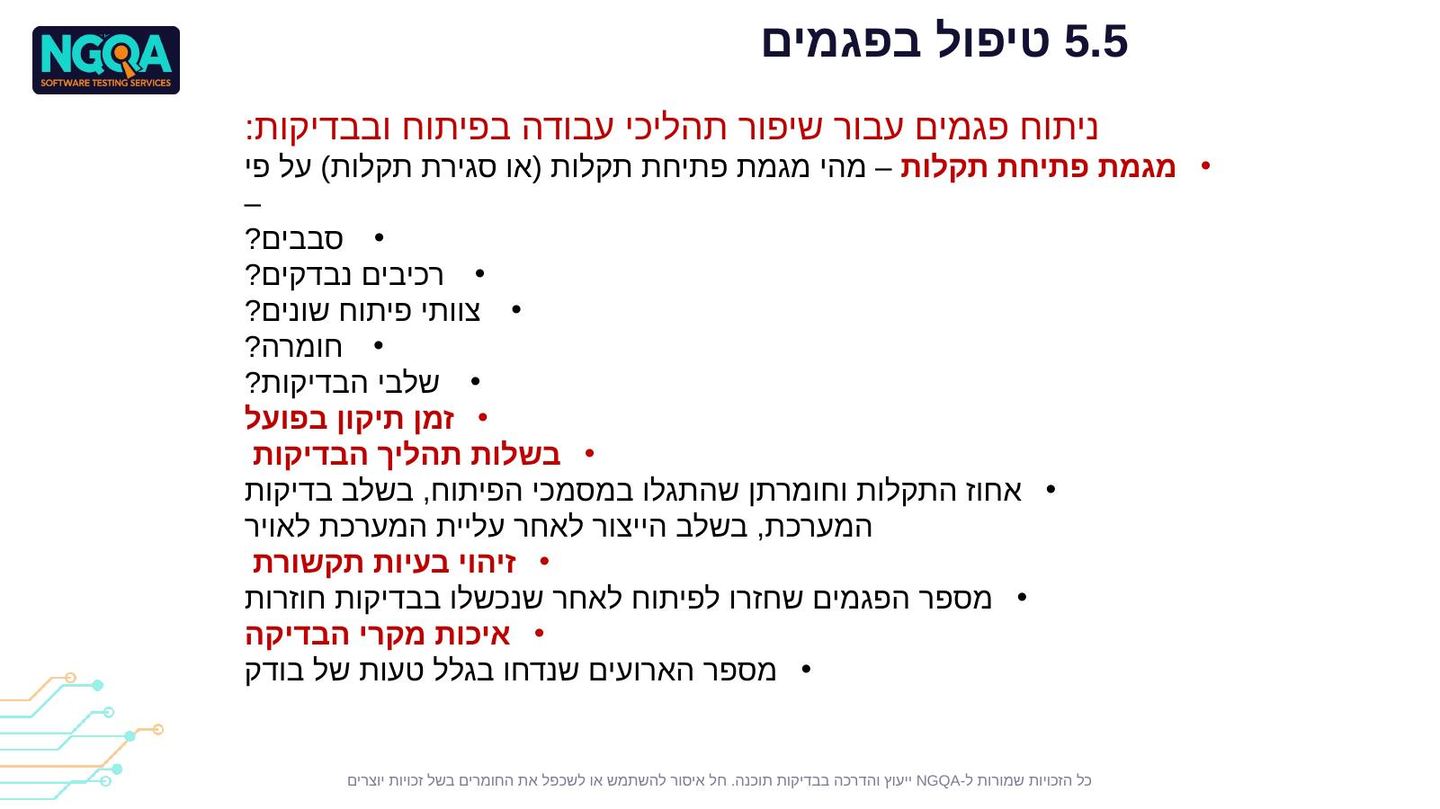 NGQA
SOFTWARE TESTING SERVICES
5.5 טיפול בפגמים
ניתוח פגמים עבור שיפור תהליכי עבודה בפיתוח ובבדיקות:
• מגמת פתיחת תקלות – מהי מגמת פתיחת תקלות (או סגירת תקלות) על פי
–
• סבבים?
• רכיבים נבדקים?
• צוותי פיתוח שונים?
• חומרה?
• שלבי הבדיקות?
• זמן תיקון בפועל
• בשלות תהליך הבדיקות
• אחוז התקלות וחומרתן שהתגלו במסמכי הפיתוח, בשלב בדיקות
המערכת, בשלב הייצור לאחר עליית המערכת לאויר
• זיהוי בעיות תקשורת
• מספר הפגמים שחזרו לפיתוח לאחר שנכשלו בבדיקות חוזרות
• איכות מקרי הבדיקה
• מספר הארועים שנדחו בגלל טעות של בודק
כל הזכויות שמורות ל-NGQA ייעוץ והדרכה בבדיקות תוכנה. חל איסור להשתמש או לשכפל את החומרים בשל זכויות יוצרים